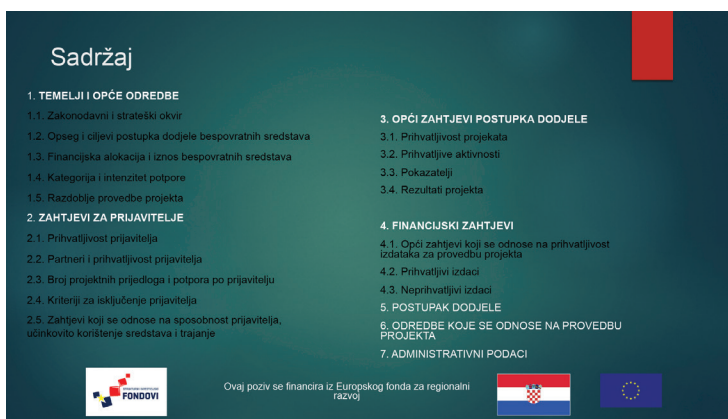 Sadržaj
1. TEMELJI I OPĆE ODREDBE
1.1. Zakonodavni i strateški okvir
1.2. Opseg i ciljevi postupka dodjele bespovratnih sredstava
1.3. Financijska alokacija i iznos bespovratnih sredstava
1.4. Kategorija i intenzitet potpore
1.5. Razdoblje provedbe projekta
2. ZAHTJEVI ZA PRIJAVITELJE
2.1. Prihvatljivost prijavitelja
2.2. Partneri i prihvatljivost prijavitelja
2.3. Broj projektnih prijedloga i potpora po prijavitelju
2.4. Kriteriji za isključenje prijavitelja
2.5. Zahtjevi koji se odnose na sposobnost prijavitelja,
učinkovito korištenje sredstava i trajanje
3. OPĆI ZAHTJEVI POSTUPKA DODJELE
3.1. Prihvatljivost projekata
3.2. Prihvatljive aktivnosti
3.3. Pokazatelji
3.4. Rezultati projekta
4. FINANCIJSKI ZAHTJEVI
4.1. Opći zahtjevi koji se odnose na prihvatljivost
izdataka za provedbu projekta
4.2. Prihvatljivi izdaci
4.3. Neprihvatljivi izdaci
5. POSTUPAK DODJELE
6. ODREDBE KOJE SE ODNOSE NA PROVEDBU
PROJEKTA
7. ADMINISTRATIVNI PODACI
FONDOVI
Ovaj poziv se financira iz Europskog fonda za regionalni
razvoj